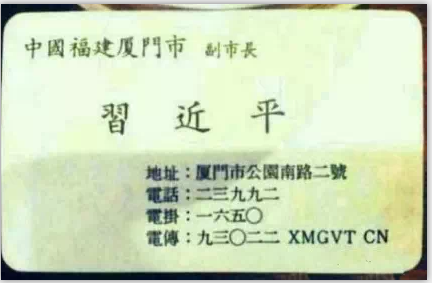 中國福建厦門市 副市長
習近平
地址：厦門市公園南路二號
電話：二三九九二
電掛：一六五〇
電傳：九三〇二二 XMGVT CN